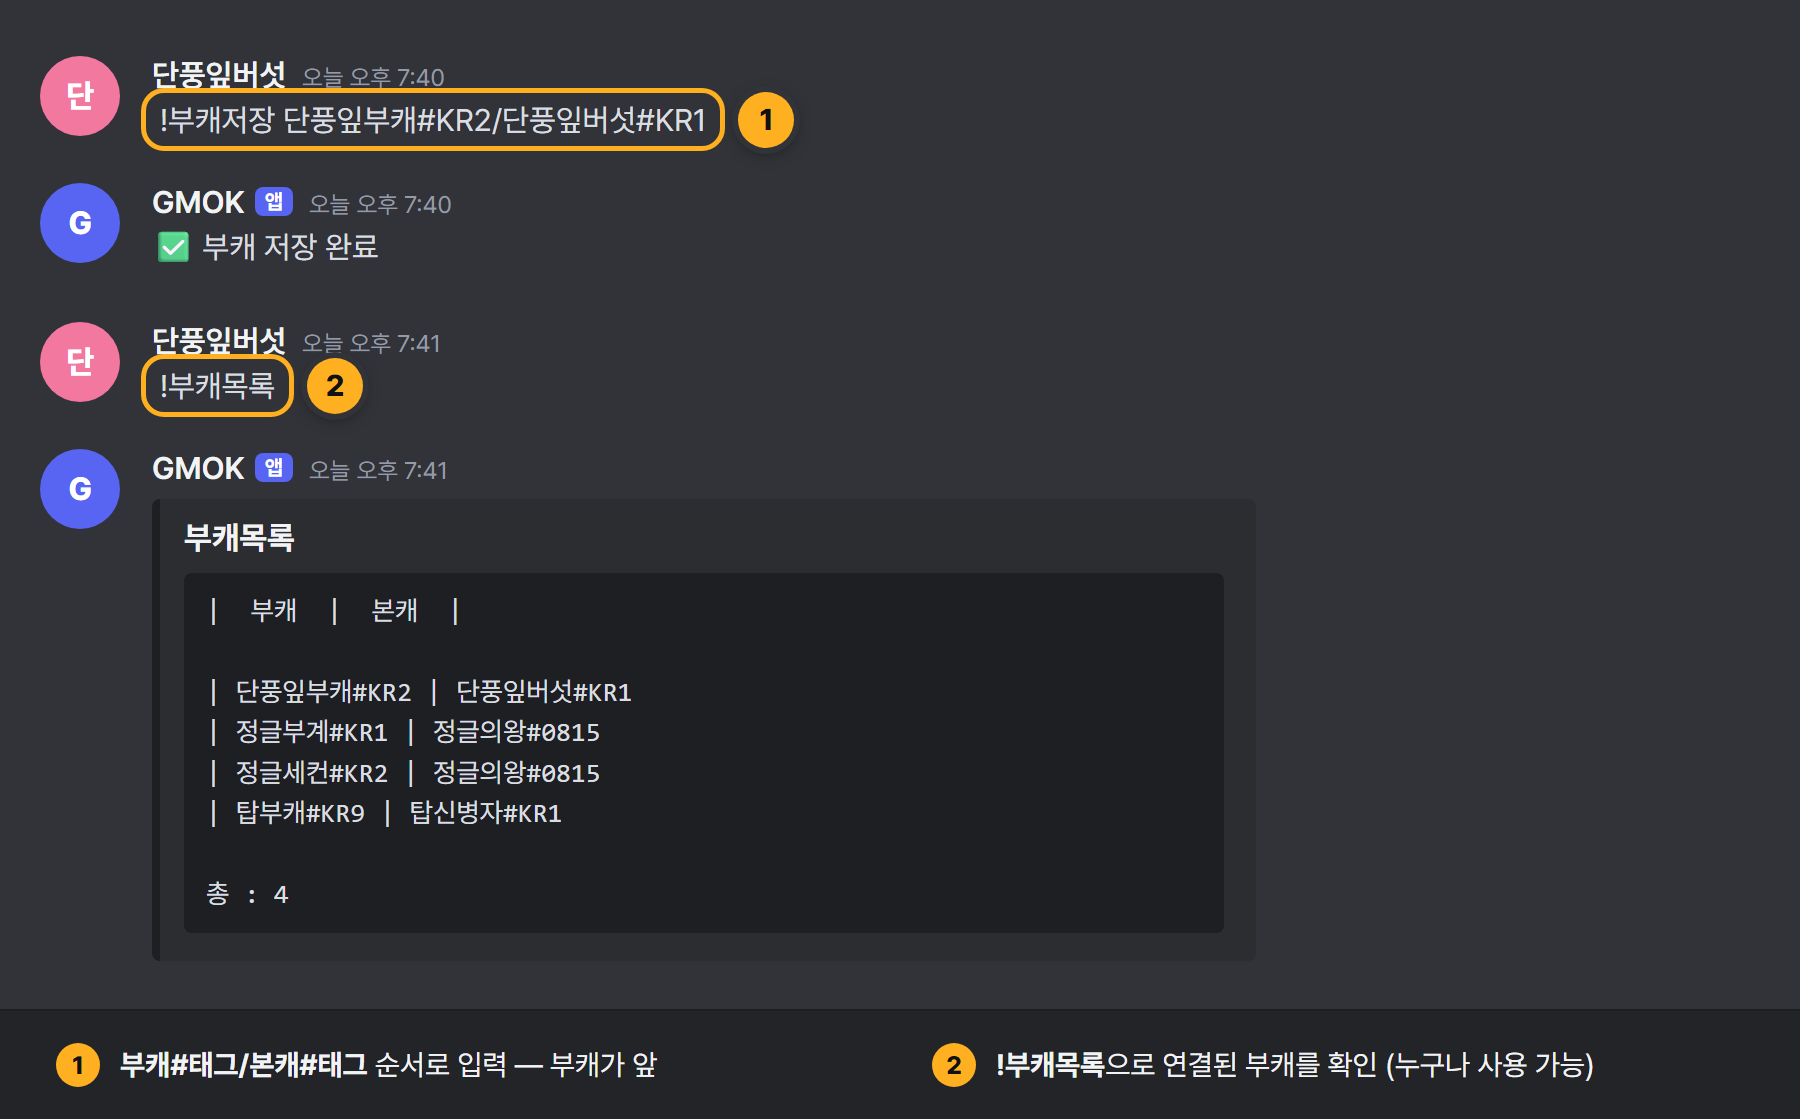 단
단풍잎버섯 오늘 오후 7:40
!부캐저장 단풍잎부캐#KR2/단풍잎버섯#KR1 1
G
GMOK 앱 오늘 오후 7:40
✅ 부캐 저장 완료
단
단풍잎버섯 오늘 오후 7:41
!부캐목록 2
G
GMOK 앱 오늘 오후 7:41
부캐목록
| 부캐 | 본캐 |
| 단풍잎부캐#KR2 | 단풍잎버섯#KR1
| 정글부계#KR1 | 정글의왕#0815
| 정글세컨#KR2 | 정글의왕#0815
| 탑부캐#KR9 | 탑신병자#KR1
총 : 4
1 부캐#태그/본캐#태그 순서로 입력 — 부캐가 앞
2 !부캐목록으로 연결된 부캐를 확인 (누구나 사용 가능)